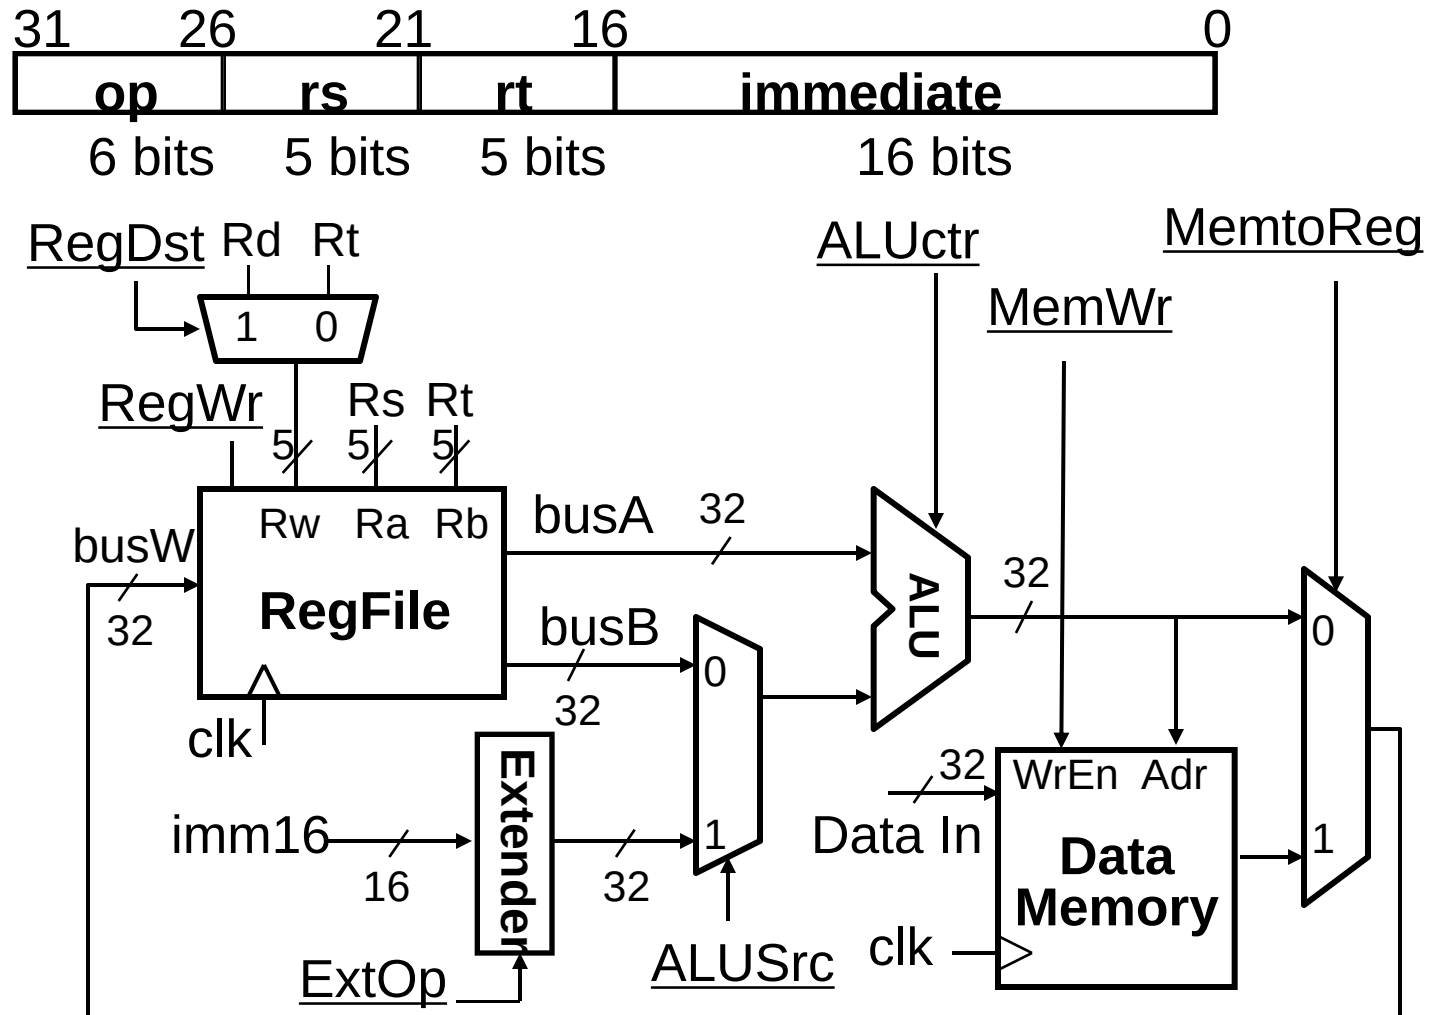 31 26 21 16 0
op rs rt immediate
6 bits 5 bits 5 bits 16 bits
RegDst Rd Rt ALUctr MemtoReg
MemWr
1 0
RegWr Rs Rt
5 5 5
Rw Ra Rb busA 32
busW
32 RegFile ALU 32
busB 0
0
32
clk
Extender
32 WrEn Adr
imm16 1 Data In 1
16 32 Data
Memory
clk
ExtOp ALUSrc